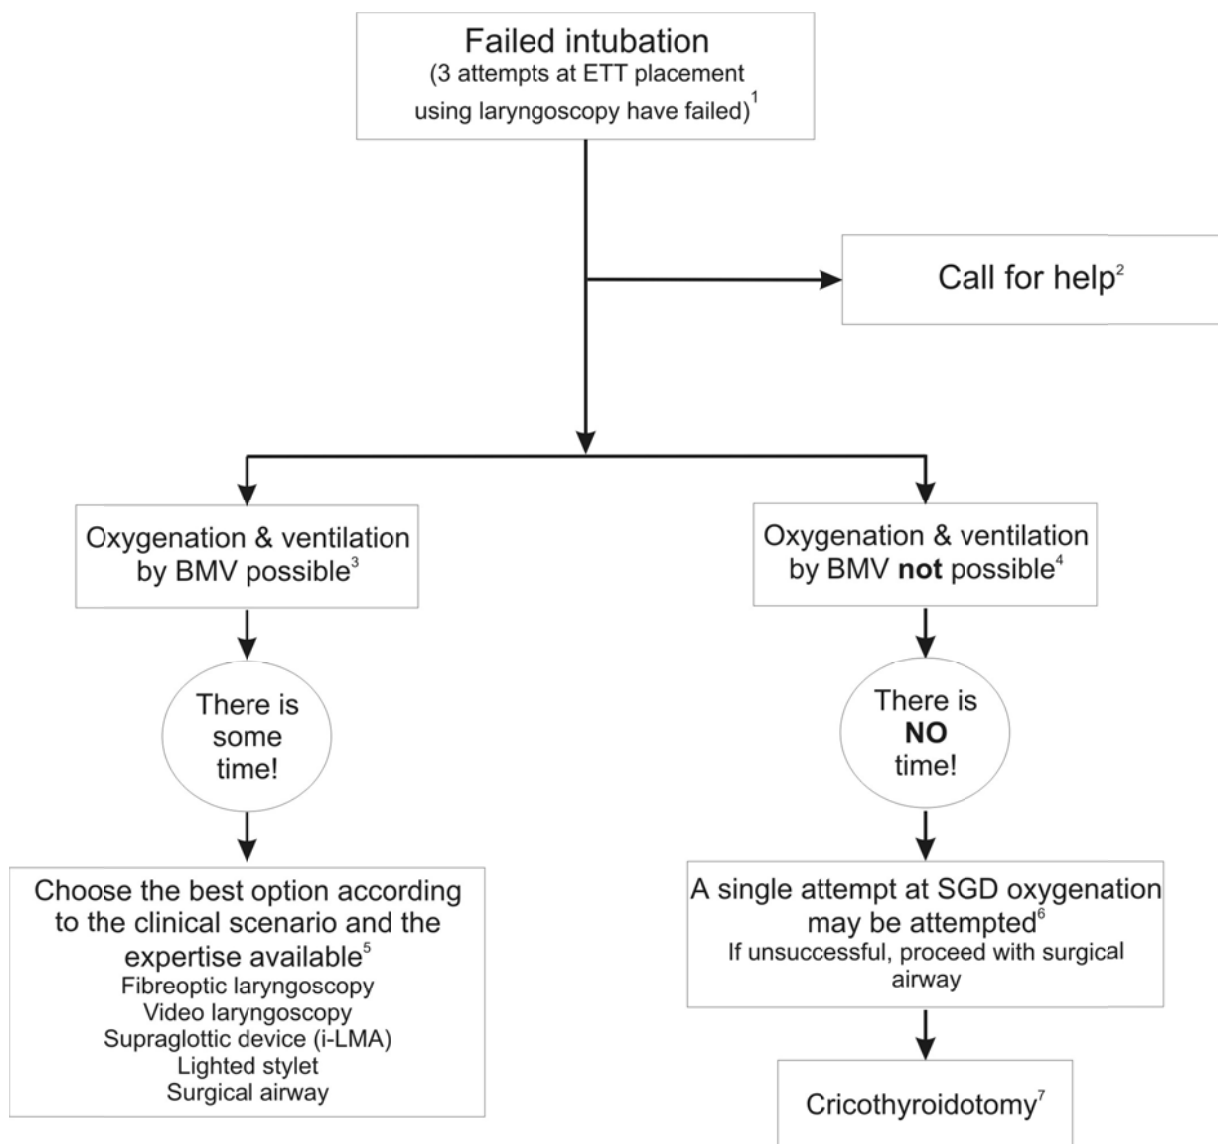 Failed intubation
(3 attempts at ETT placement
using laryngoscopy have failed)1
Call for help2
Oxygenation & ventilation
by BMV possible3
Oxygenation & ventilation
by BMV not possible4
There is
some
time!
There is
NO
time!
Choose the best option according
to the clinical scenario and the
expertise available5
Fibreoptic laryngoscopy
Video laryngoscopy
Supraglottic device (i-LMA)
Lighted stylet
Surgical airway
A single attempt at SGD oxygenation
may be attempted6
If unsuccessful, proceed with surgical
airway
Cricothyroidotomy7